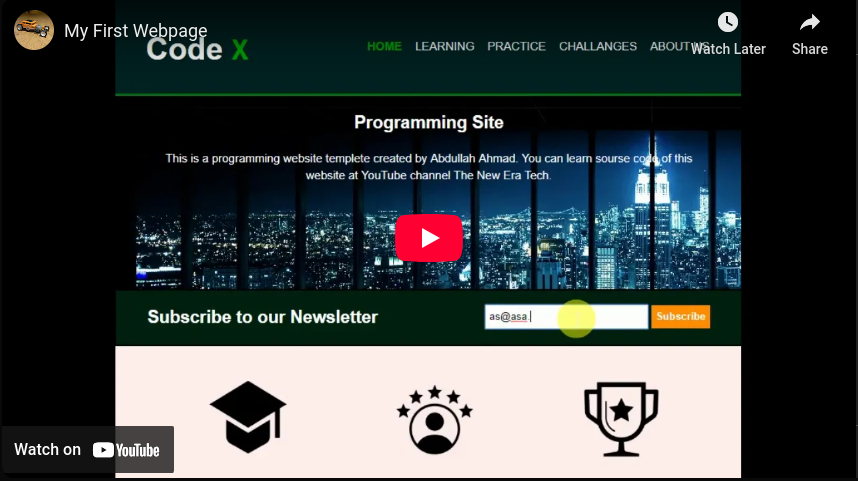 My First Webpage
Watch Later
Share
Code X
HOME LEARNING PRACTICE CHALLANGES ABOUT US
Programming Site
This is a programming website templete created by Abdullah Ahmad. You can learn sourse code of this
website at YouTube channel The New Era Tech.
Subscribe to our Newsletter
as@asa.
Subscribe
Watch on YouTube